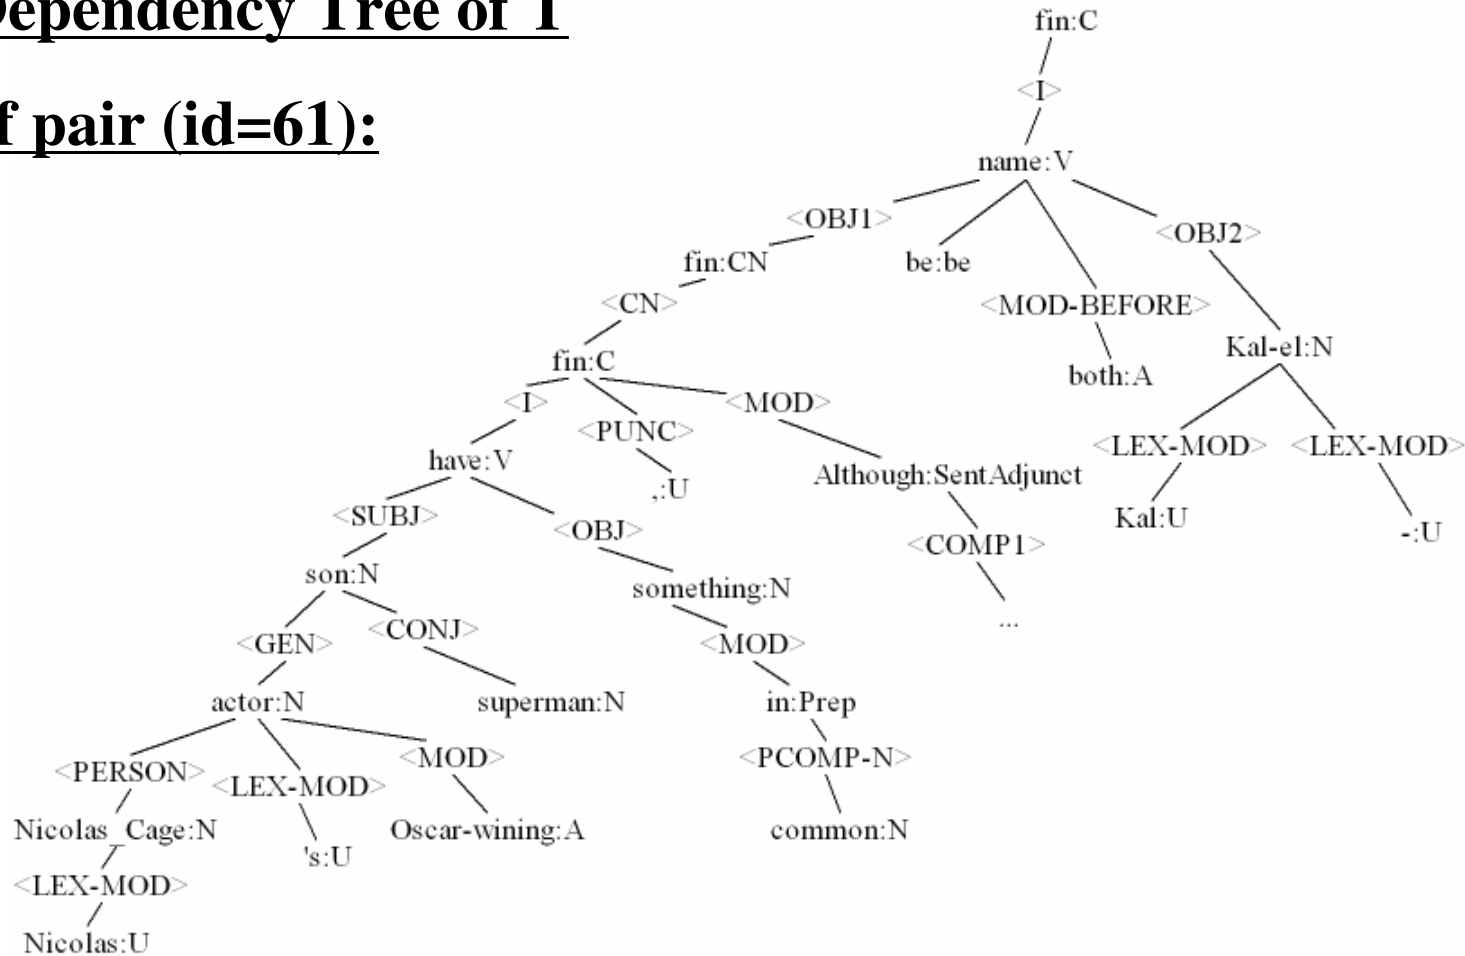 Dependency Tree of T
f pair (id=61):
fin:C
<I>
name:V
<OBJ1>
<OBJ2>
fin:CN
be:be
<CN>
<MOD-BEFORE>
Kal-el:N
fin:C
both:A
<I>
<MOD>
<PUNC>
<LEX-MOD> <LEX-MOD>
have:V
Although:SentAdjunct
,:U
Kal:U
-:U
<SUBJ>
<OBJ>
<COMP1>
son:N
something:N
...
<GEN>
<CONJ>
<MOD>
actor:N
superman:N
in:Prep
<PERSON>
<LEX-MOD>
<MOD>
<PCOMP-N>
Nicolas_Cage:N
's:U
Oscar-wining:A
common:N
<LEX-MOD>
Nicolas:U